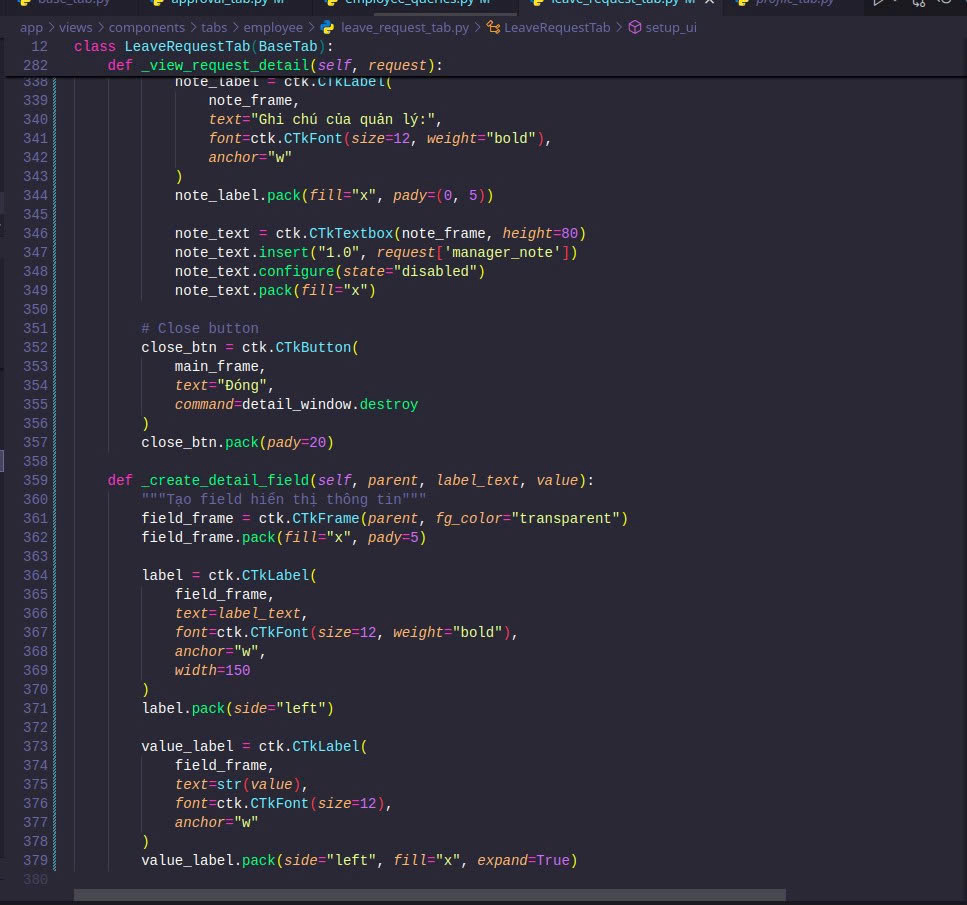 base_tab.py approval_tab.py M employee_queries.py M leave_request_tab.py M profile_tab.py
app > views > components > tabs > employee > leave_request_tab.py > LeaveRequestTab > setup_ui
12 class LeaveRequestTab(BaseTab):
282 def _view_request_detail(self, request):
338 note_label = ctk.CTkLabel(
339 note_frame,
340 text="Ghi chú của quản lý:",
341 font=ctk.CTkFont(size=12, weight="bold"),
342 anchor="w"
343 )
344 note_label.pack(fill="x", pady=(0, 5))
345
346 note_text = ctk.CTkTextbox(note_frame, height=80)
347 note_text.insert("1.0", request['manager_note'])
348 note_text.configure(state="disabled")
349 note_text.pack(fill="x")
350
351 # Close button
352 close_btn = ctk.CTkButton(
353 main_frame,
354 text="Đóng",
355 command=detail_window.destroy
356 )
357 close_btn.pack(pady=20)
358
359 def _create_detail_field(self, parent, label_text, value):
360 """Tạo field hiển thị thông tin"""
361 field_frame = ctk.CTkFrame(parent, fg_color="transparent")
362 field_frame.pack(fill="x", pady=5)
363
364 label = ctk.CTkLabel(
365 field_frame,
366 text=label_text,
367 font=ctk.CTkFont(size=12, weight="bold"),
368 anchor="w",
369 width=150
370 )
371 label.pack(side="left")
372
373 value_label = ctk.CTkLabel(
374 field_frame,
375 text=str(value),
376 font=ctk.CTkFont(size=12),
377 anchor="w"
378 )
379 value_label.pack(side="left", fill="x", expand=True)
380